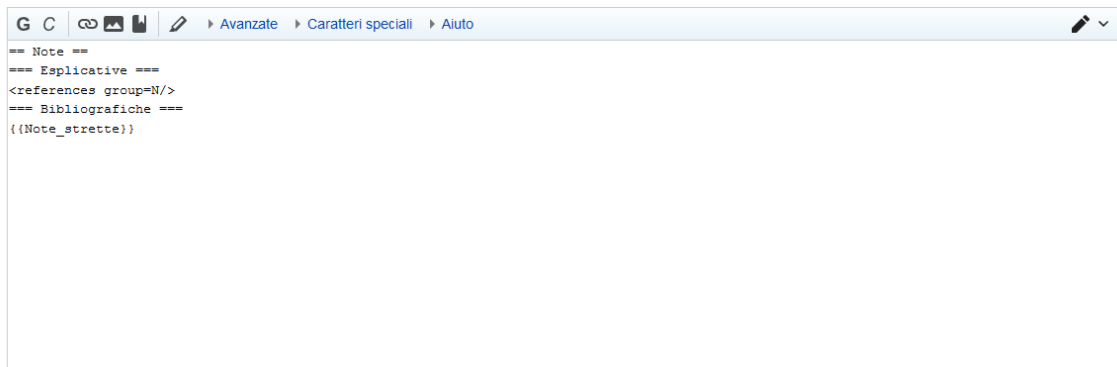 G C Avanzate Caratteri speciali Aiuto
== Note ==
=== Esplicative ===
<references group=N/>
=== Bibliografiche ===
{{Note_strette}}